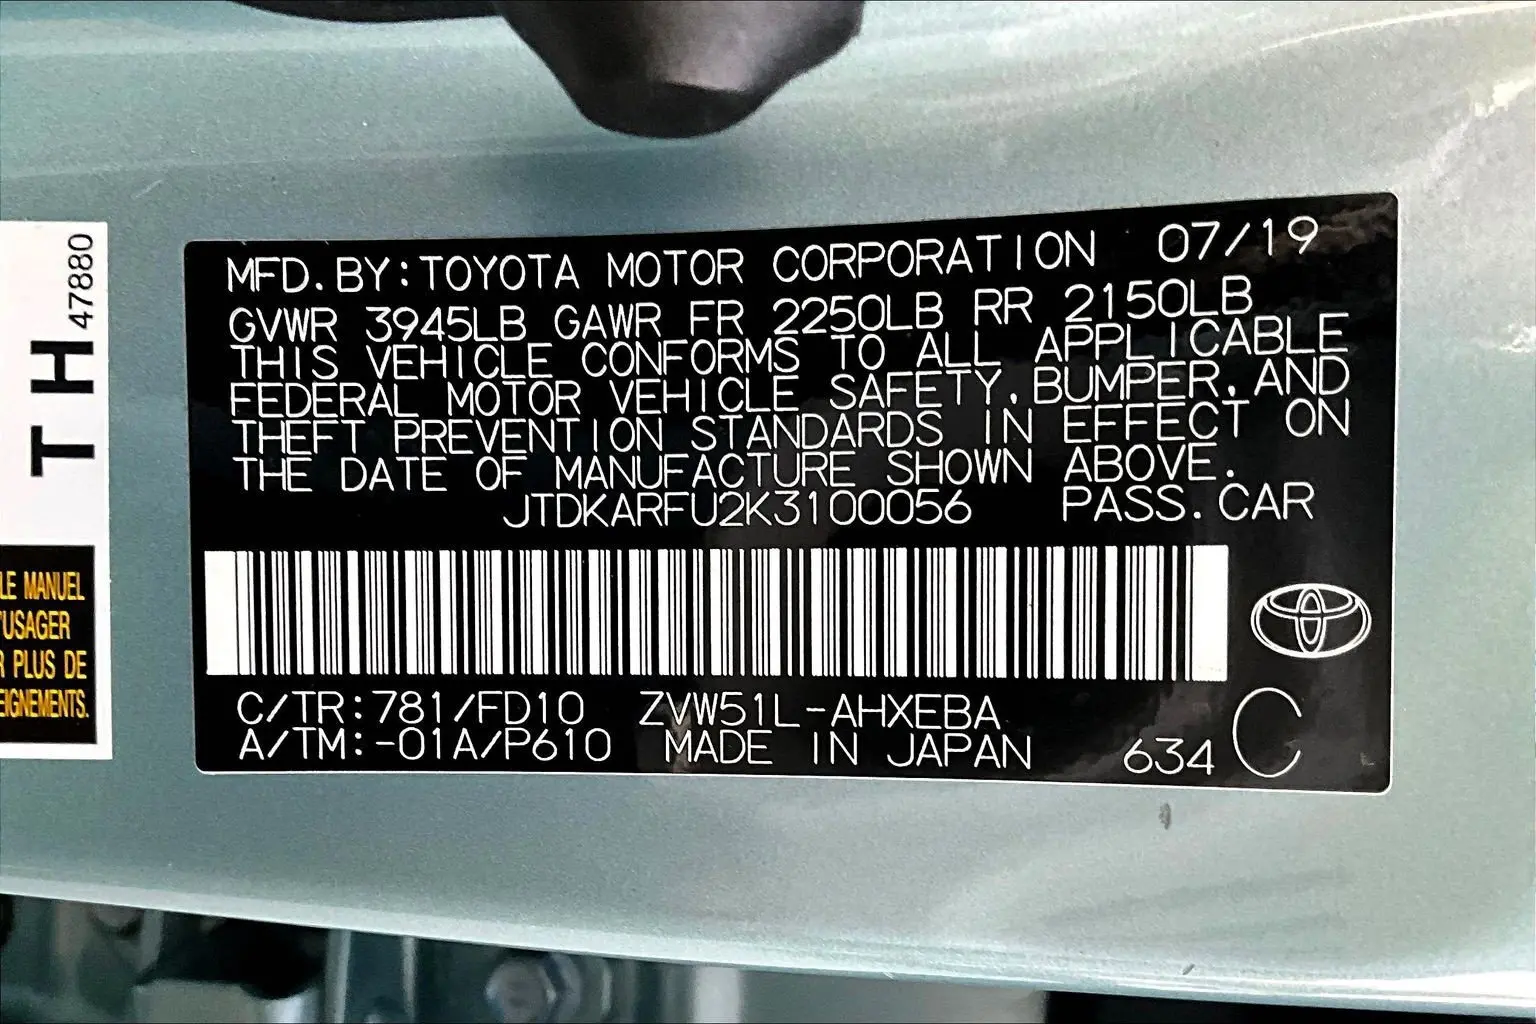 MFD.BY:TOYOTA MOTOR CORPORATION 07/19
GVWR 3945LB GAWR FR 2250LB RR 2150LB
THIS VEHICLE CONFORMS TO ALL APPLICABLE
FEDERAL MOTOR VEHICLE SAFETY,BUMPER,AND
THEFT PREVENTION STANDARDS IN EFFECT ON
THE DATE OF MANUFACTURE SHOWN ABOVE.
JTDKARFU2K3100056 PASS.CAR
C/TR:781/FD10 ZVW51L-AHXEBA
A/TM:-01A/P610 MADE IN JAPAN 634 C
TH 47880
LE MANUEL
'USAGER
R PLUS DE
EIGNEMENTS.